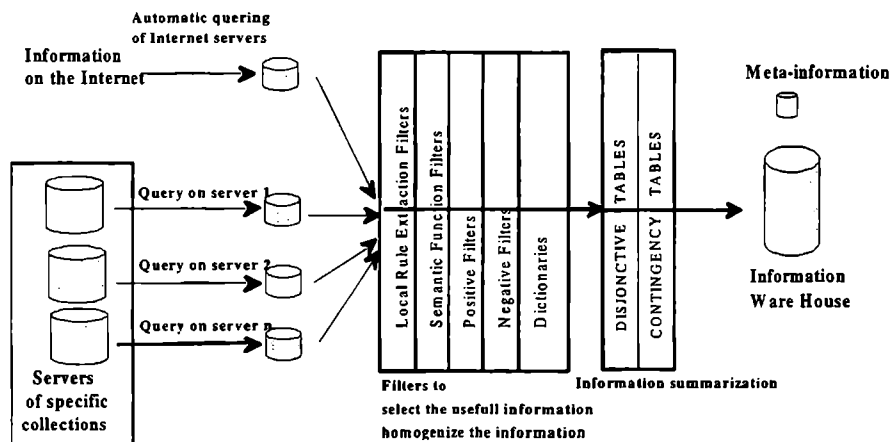 Automatic quering
of Internet servers
Information
on the Internet
Meta-information
Query on server 1
Query on server 2
Query on server n
Servers
of specific
collections
Local Rule Extraction Filters
Semantic Function Filters
Positive Filters
Negative Filters
Dictionaries
DISJONCTIVE TABLES
CONTINGENCY TABLES
Information
Ware House
Filters to
select the usefull information
homogenize the information
Information summarization